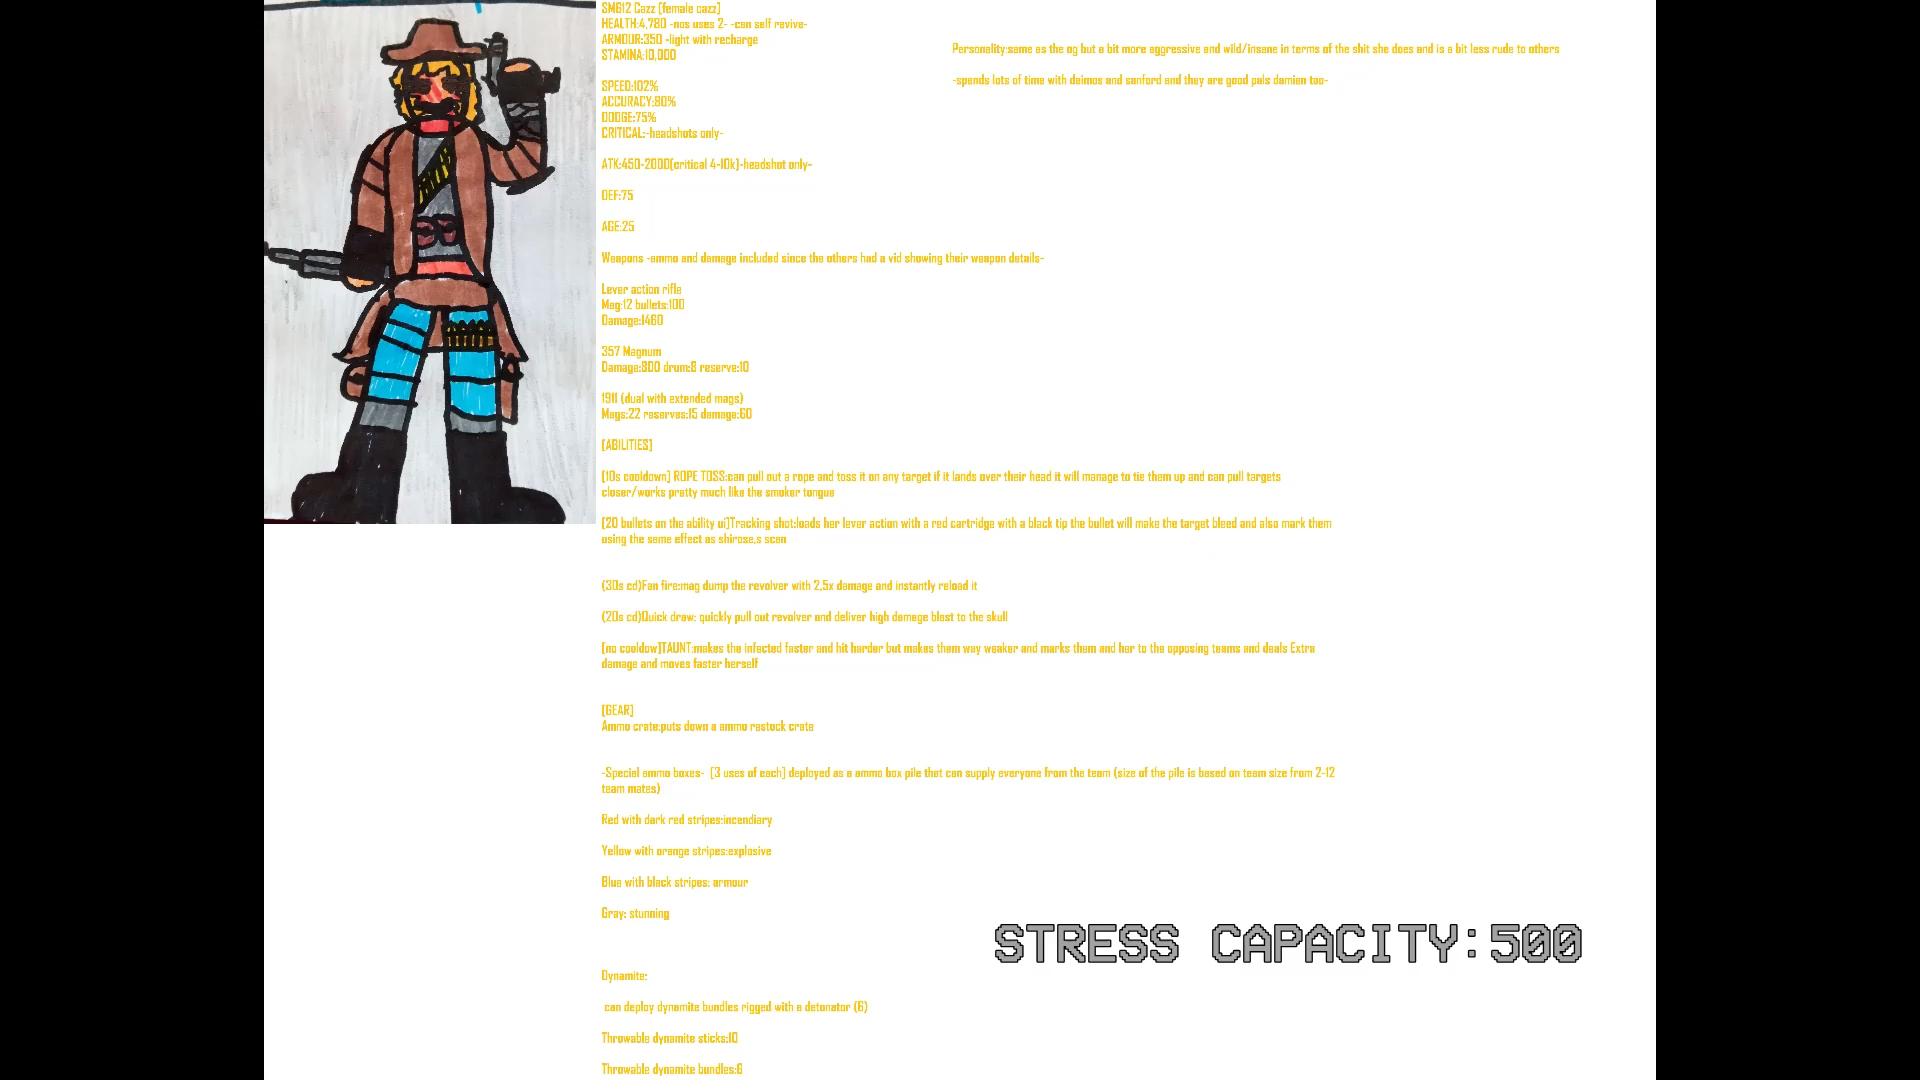 SM612 Cazz [female cazz]
HEALTH:4,780 -nos uses 2- -can self revive-
ARMOUR:350 -light with recharge
STAMINA:10,000
Personality:same as the og but a bit more aggressive and wild/insane in terms of the shit she does and is a bit less rude to others
-spends lots of time with deimos and sanford and they are good pals damien too-
SPEED:102%
ACCURACY:80%
DODGE:75%
CRITICAL:-headshots only-
ATK:450-2000[critical 4-10k]-headshot only-
DEF:75
AGE:25
Weapons -ammo and damage included since the others had a vid showing their weapon details-
Lever action rifle
Mag:12 bullets:100
Damage:1460
357 Magnum
Damage:800 drum:8 reserve:10
1911 (dual with extended mags)
Mags:22 reserves:15 damage:60
[ABILITIES]
[10s cooldown] ROPE TOSS:can pull out a rope and toss it on any target if it lands over their head it will manage to tie them up and can pull targets
closer/works pretty much like the smoker tongue
[20 bullets on the ability ui]Tracking shot:loads her lever action with a red cartridge with a black tip the bullet will make the target bleed and also mark them
using the same effect as shirose,s scan
(30s cd)Fan fire:mag dump the revolver with 2,5x damage and instantly reload it
(20s cd)Quick draw: quickly pull out revolver and deliver high damage blast to the skull
[no cooldow]TAUNT:makes the infected faster and hit harder but makes them way weaker and marks them and her to the opposing teams and deals Extra
damage and moves faster herself
[GEAR]
Ammo crate:puts down a ammo restock crate
-Special ammo boxes- [3 uses of each] deployed as a ammo box pile that can supply everyone from the team (size of the pile is based on team size from 2-12
team mates)
Red with dark red stripes:incendiary
Yellow with orange stripes:explosive
Blue with black stripes: armour
Gray: stunning
STRESS CAPACITY:500
Dynamite:
can deploy dynamite bundles rigged with a detonator (6)
Throwable dynamite sticks:10
Throwable dynamite bundles:6